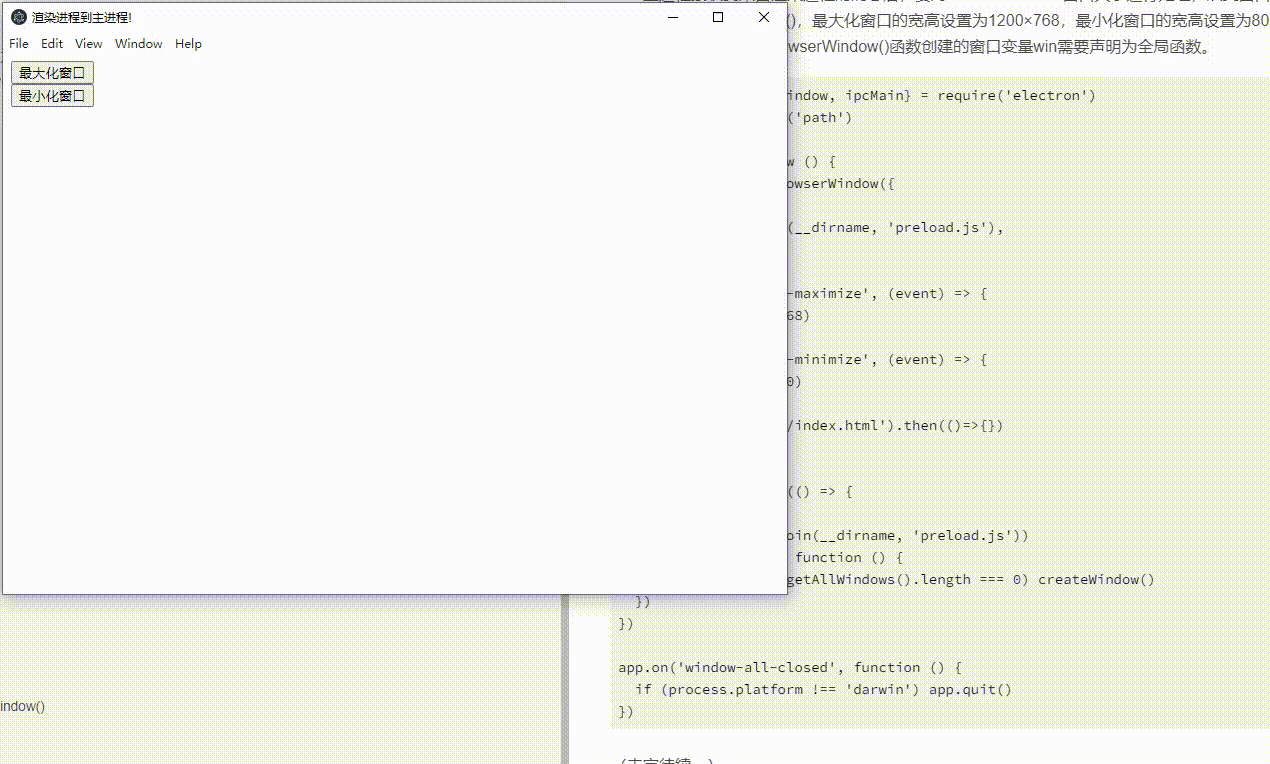 渲染进程到主进程!
File Edit View Window Help
最大化窗口
最小化窗口
(), 最大化窗口的宽高设置为1200×768，最小化窗口的宽高设置为80
wserWindow()函数创建的窗口变量win需要声明为全局函数。
indow, ipcMain} = require('electron')
('path')
w () {
owserWindow({
(__dirname, 'preload.js'),
-maximize', (event) => {
68)
-minimize', (event) => {
0)
/index.html').then(()=>{})
(() => {
oin(__dirname, 'preload.js'))
function () {
getAllWindows().length === 0) createWindow()
})
})
app.on('window-all-closed', function () {
if (process.platform !== 'darwin') app.quit()
})
indow()